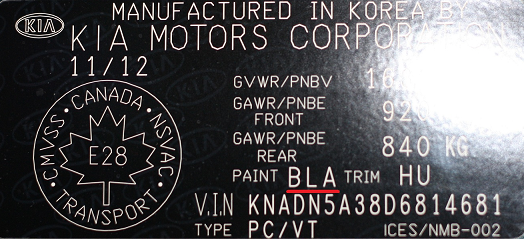 MANUFACTURED IN KOREA BY
KIA
KIA MOTORS CORPORATION
11/12
GVWR/PNBV
GAWR/PNBE
FRONT
GAWR/PNBE
REAR 840 KG
PAINT BLA TRIM HU
V.I.N KNADN5A38D6814681
TYPE PC/VT ICES/NMB-002
CANADA
CMVSS
NSVAC
E28
TRANSPORT